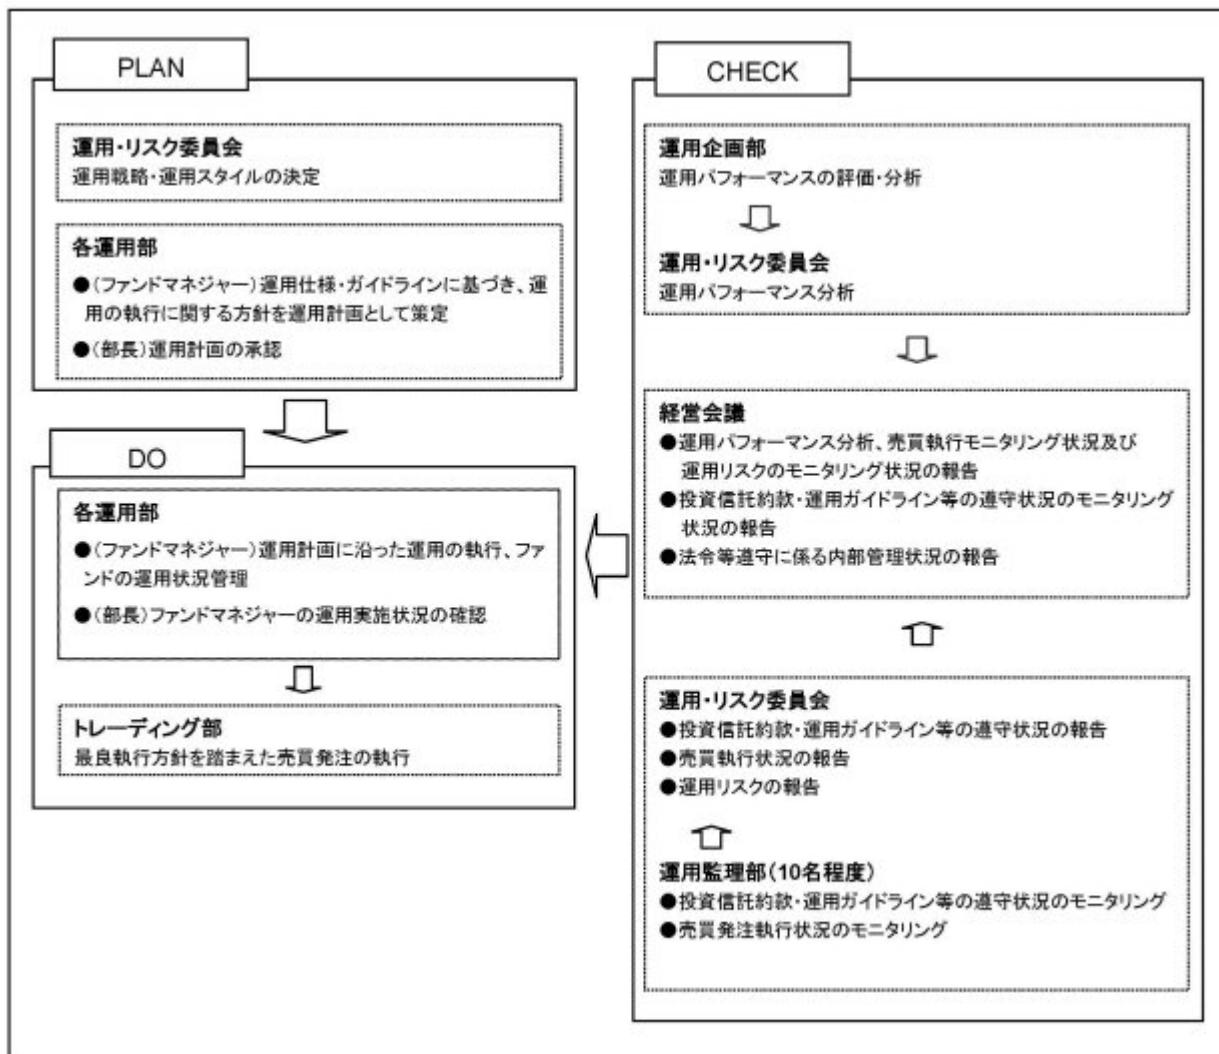 PLAN
運用・リスク委員会
運用戦略・運用スタイルの決定
各運用部
●(ファンドマネジャー)運用仕様・ガイドラインに基づき、運
用の執行に関する方針を運用計画として策定
●(部長)運用計画の承認
DO
各運用部
●(ファンドマネジャー)運用計画に沿った運用の執行、ファ
ンドの運用状況管理
●(部長)ファンドマネジャーの運用実施状況の確認
トレーディング部
最良執行方針を踏まえた売買発注の執行
CHECK
運用企画部
運用パフォーマンスの評価・分析
運用・リスク委員会
運用パフォーマンス分析
経営会議
●運用パフォーマンス分析、売買執行モニタリング状況及び
運用リスクのモニタリング状況の報告
●投資信託約款・運用ガイドライン等の遵守状況のモニタリング
状況の報告
●法令等遵守に係る内部管理状況の報告
運用・リスク委員会
●投資信託約款・運用ガイドライン等の遵守状況の報告
●売買執行状況の報告
●運用リスクの報告
運用監理部(10名程度)
●投資信託約款・運用ガイドライン等の遵守状況のモニタリング
●売買発注執行状況のモニタリング